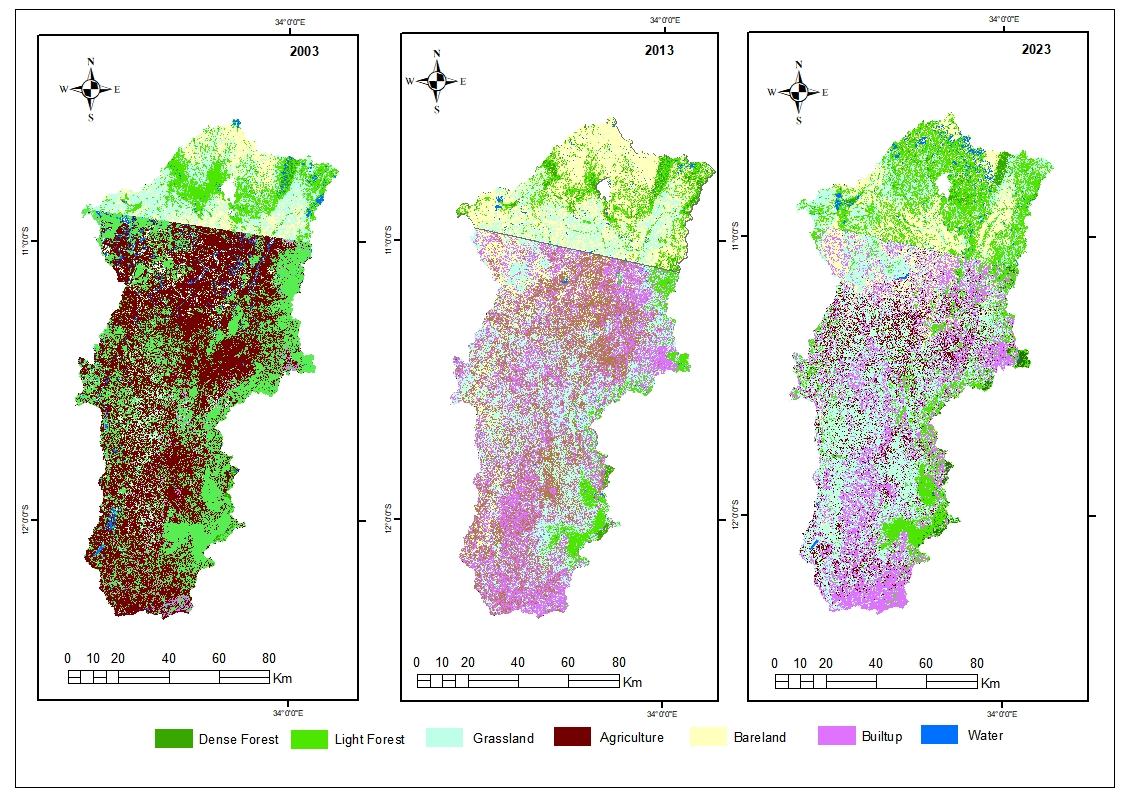 34°0'0"E
34°0'0"E
34°0'0"E
2003
2013
2023
N
W E
S
N
W E
S
N
W E
S
11°0'0"S
11°0'0"S
11°0'0"S
12°0'0"S
12°0'0"S
12°0'0"S
0 10 20 40 60 80
Km
0 10 20 40 60 80
Km
0 10 20 40 60 80
Km
34°0'0"E
34°0'0"E
34°0'0"E
Dense Forest Light Forest Grassland Agriculture Bareland Builtup Water